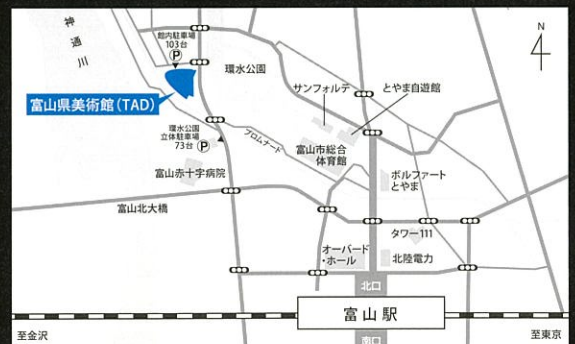 神通川
N
館内駐車場
103台
P
環水公園
サンフォルテ
とやま自遊館
富山県美術館(TAD)
環水公園
立体駐車場
73台
P
プロムナード
富山市総合
体育館
富山赤十字病院
ボルファート
とやま
富山北大橋
タワー111
オーバード
・ホール
北陸電力
北口
富山駅
至金沢
南口
至東京